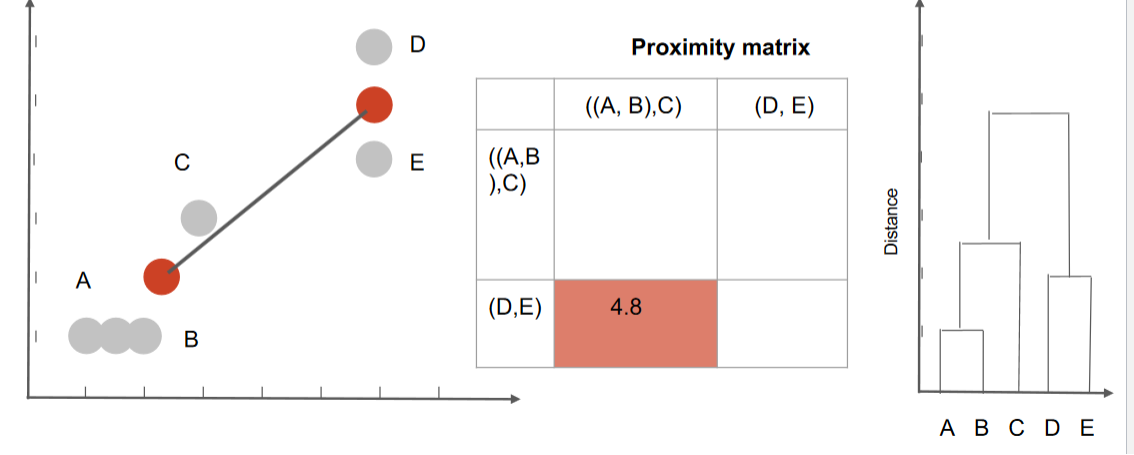 D
Proximity matrix
((A, B),C) (D, E)
C
E
((A,B
),C)
Distance
A
(D,E) 4.8
B
A B C D E